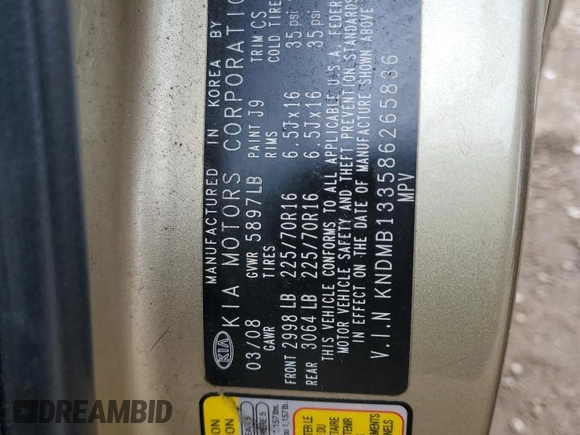 MANUFACTURED IN KOREA BY
KIA MOTORS CORPORATIO
KIA
03/08 GVWR 5897LB PAINT J9 TRIM CS
GAWR TIRES RIMS COLD TIRE
FRONT 2998 LB 225/70R16 6.5Jx16 35 psi
REAR 3064 LB 225/70R16 6.5Jx16 35 psi
THIS VEHICLE CONFORMS TO ALL APPLICABLE U.S.A. FEDER
MOTOR VEHICLE SAFETY AND THEFT PREVENTION STANDARDS
IN EFFECT ON THE DATE OF MANUFACTURE SHOWN ABOVE
V.I.N KNDMB133586265836
MPV
DREAMBID